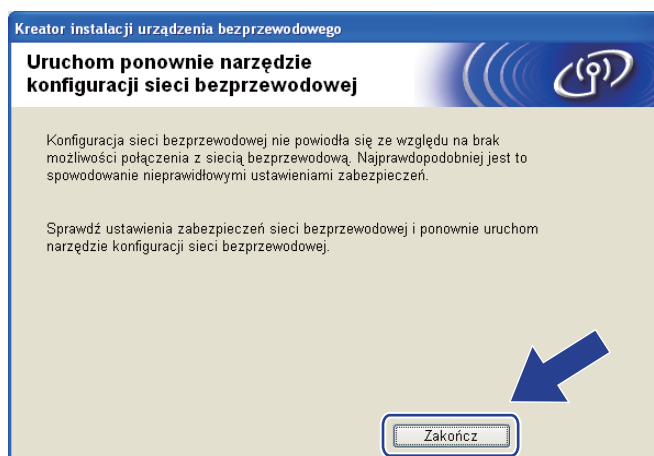 Kreator instalacji urządzenia bezprzewodowego
Uruchom ponownie narzędzie
konfiguracji sieci bezprzewodowej
Konfiguracja sieci bezprzewodowej nie powiodła się ze względu na brak
możliwości połączenia z siecią bezprzewodową. Najprawdopodobniej jest to
spowodowanie nieprawidłowymi ustawieniami zabezpieczeń.
Sprawdź ustawienia zabezpieczeń sieci bezprzewodowej i ponownie uruchom
narzędzie konfiguracji sieci bezprzewodowej.
Zakończ